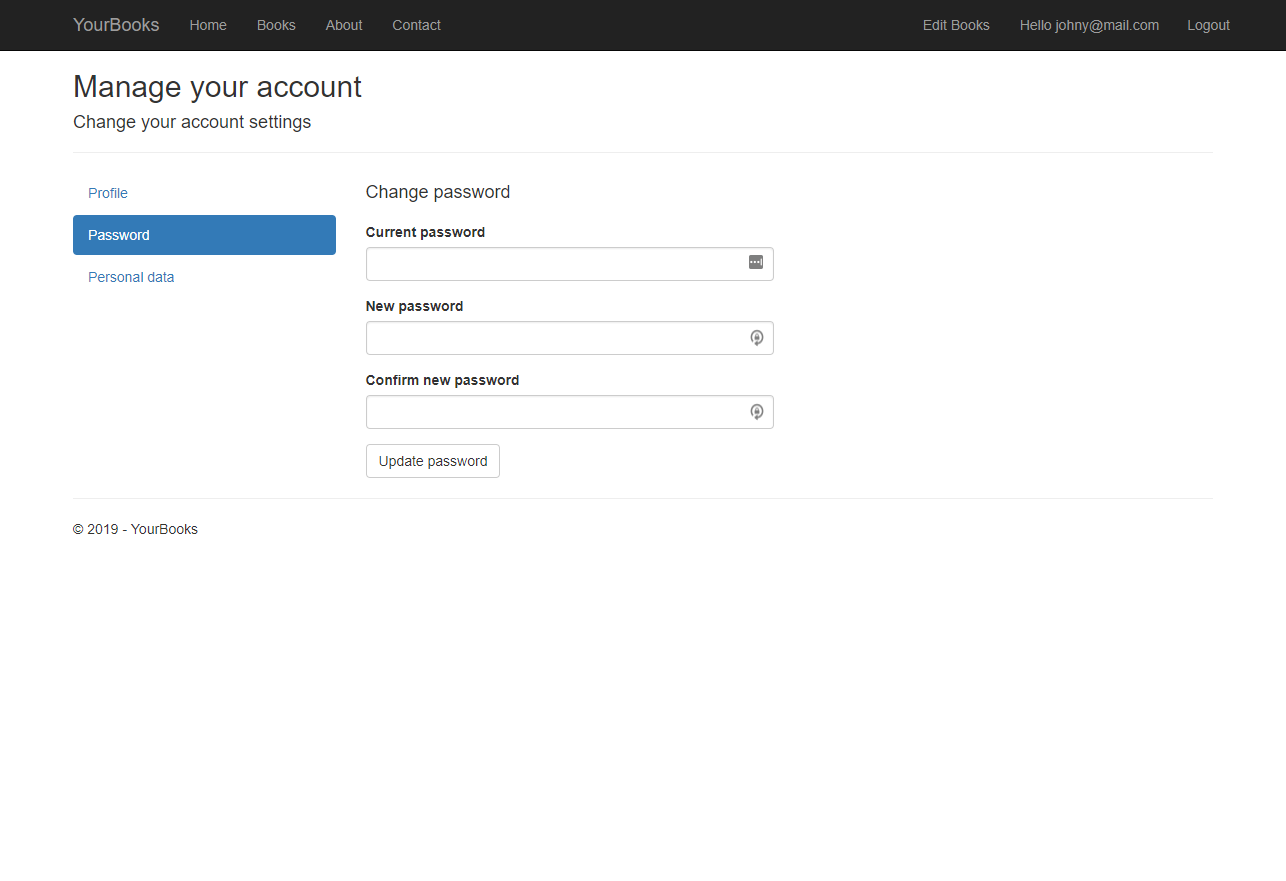 YourBooks Home Books About Contact Edit Books Hello johny@mail.com Logout
Manage your account
Change your account settings
Profile
Password
Personal data
Change password
Current password
New password
Confirm new password
Update password
© 2019 - YourBooks